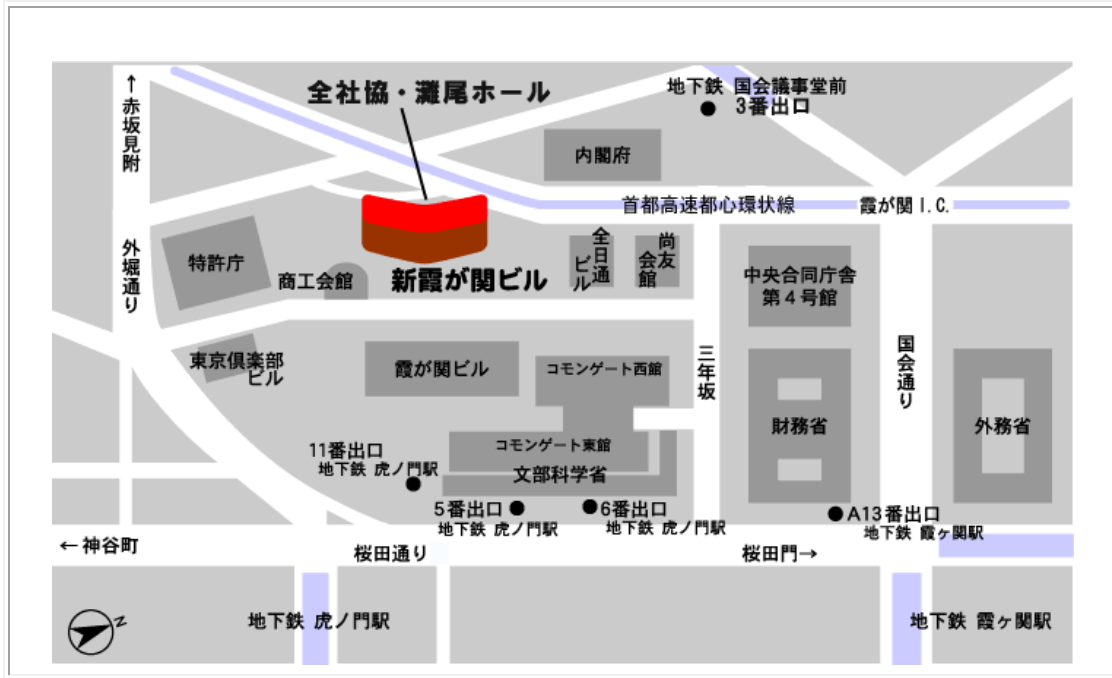 ↑赤坂見附
全社協・灘尾ホール
地下鉄 国会議事堂前
3番出口
内閣府
首都高速都心環状線
霞が関 I.C.
外堀通り
特許庁
商工会館
新霞が関ビル
全日通
ビル
尚友
会館
中央合同庁舎
第4号館
東京倶楽部
ビル
霞が関ビル
コモンゲート西館
三年坂
国会通り
財務省
外務省
コモンゲート東館
文部科学省
11番出口
地下鉄 虎ノ門駅
5番出口
地下鉄 虎ノ門駅
6番出口
地下鉄 虎ノ門駅
A13番出口
地下鉄 霞ヶ関駅
←神谷町
桜田通り
桜田門→
N
地下鉄 虎ノ門駅
地下鉄 霞ヶ関駅